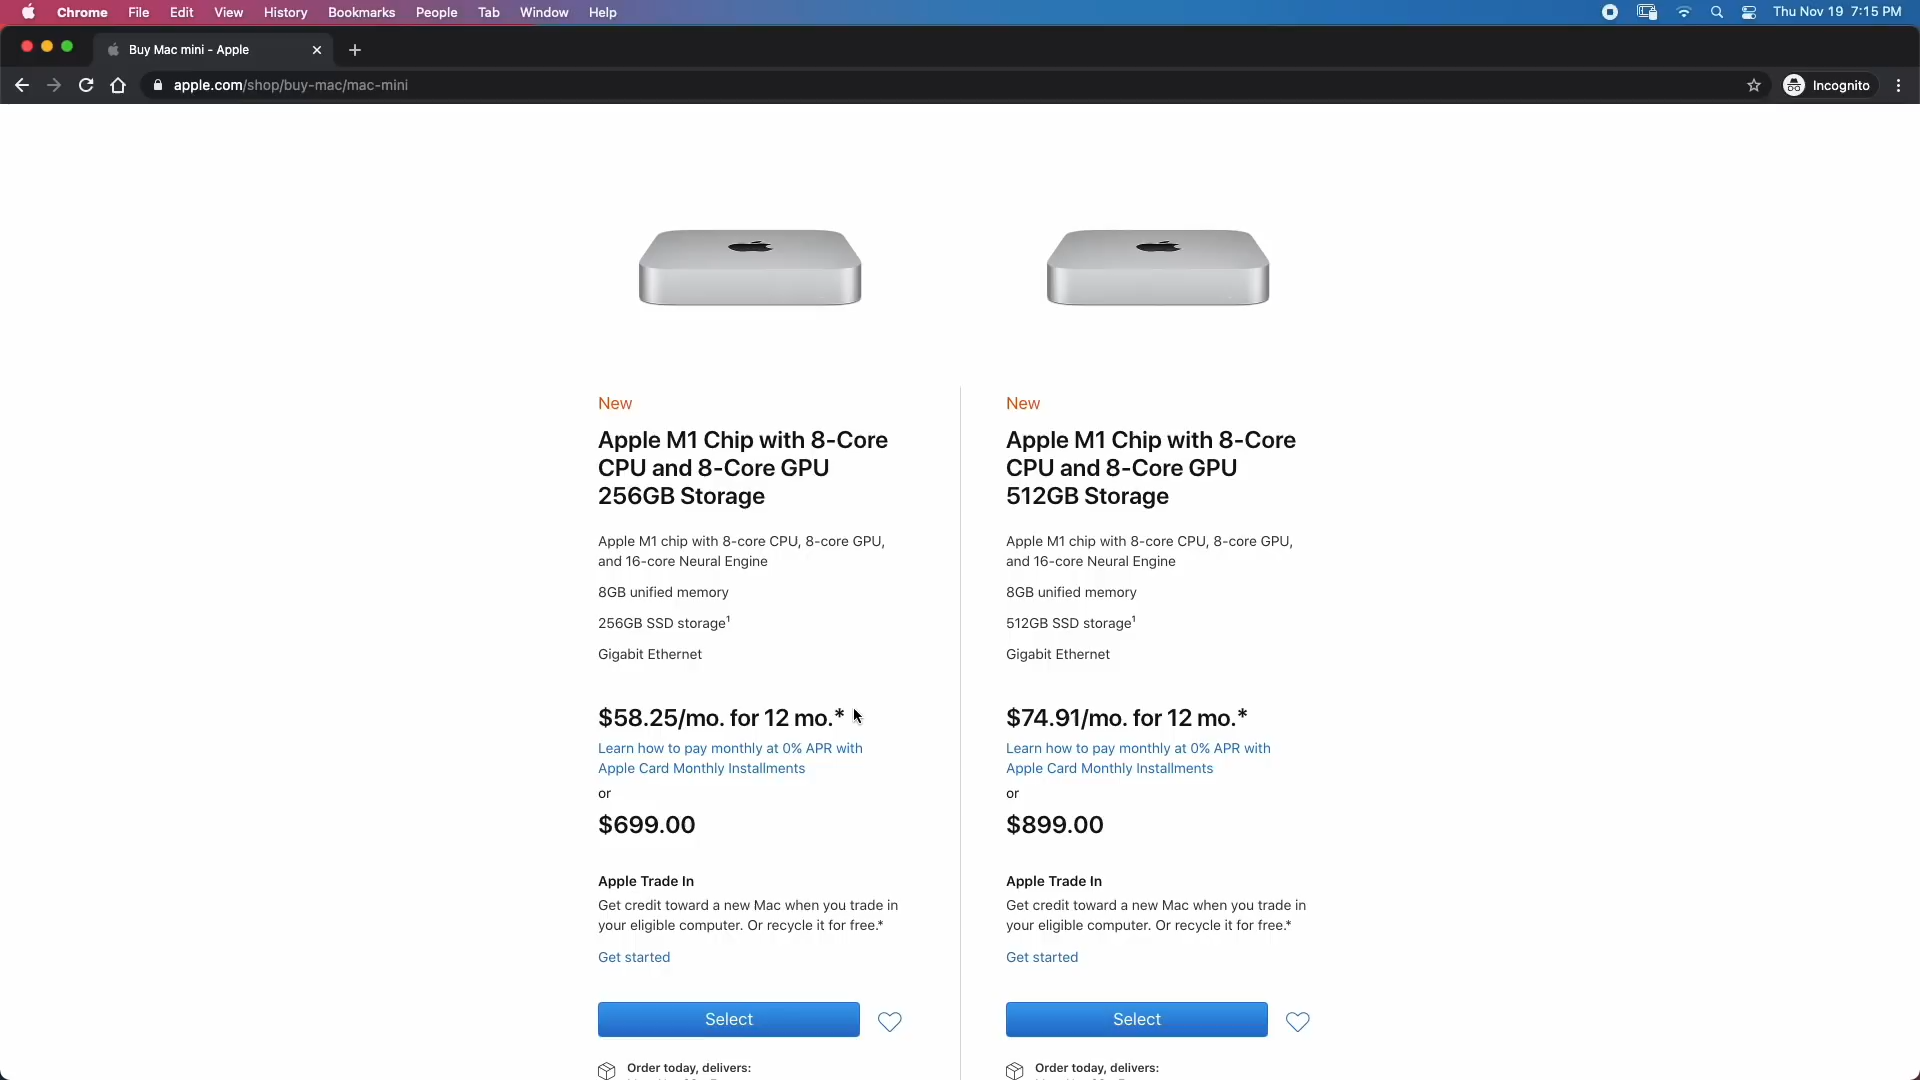 Chrome File Edit View History Bookmarks People Tab Window Help Thu Nov 19 7:15 PM
Buy Mac mini - Apple
apple.com/shop/buy-mac/mac-mini Incognito
New
Apple M1 Chip with 8-Core
CPU and 8-Core GPU
256GB Storage
Apple M1 chip with 8-core CPU, 8-core GPU,
and 16-core Neural Engine
8GB unified memory
256GB SSD storage¹
Gigabit Ethernet
$58.25/mo. for 12 mo.*
Learn how to pay monthly at 0% APR with
Apple Card Monthly Installments
or
$699.00
Apple Trade In
Get credit toward a new Mac when you trade in
your eligible computer. Or recycle it for free.*
Get started
Select
Order today, delivers:
New
Apple M1 Chip with 8-Core
CPU and 8-Core GPU
512GB Storage
Apple M1 chip with 8-core CPU, 8-core GPU,
and 16-core Neural Engine
8GB unified memory
512GB SSD storage¹
Gigabit Ethernet
$74.91/mo. for 12 mo.*
Learn how to pay monthly at 0% APR with
Apple Card Monthly Installments
or
$899.00
Apple Trade In
Get credit toward a new Mac when you trade in
your eligible computer. Or recycle it for free.*
Get started
Select
Order today, delivers: